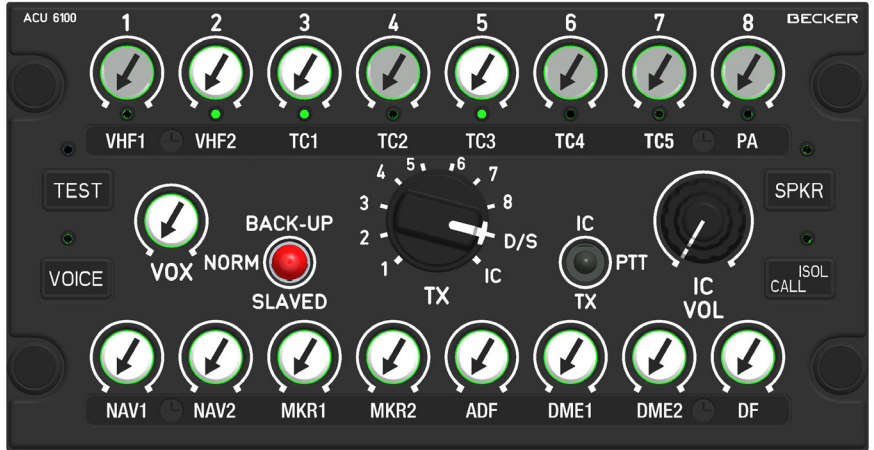 ACU 6100
BECKER
1 2 3 4 5 6 7 8
VHF1 VHF2 TC1 TC2 TC3 TC4 TC5 PA
TEST
VOICE
VOX
BACK-UP
NORM
SLAVED
1 2 3 4 5 6 7 8 D/S IC
TX
IC
PTT
TX
IC
VOL
SPKR
ISOL
CALL
NAV1 NAV2 MKR1 MKR2 ADF DME1 DME2 DF